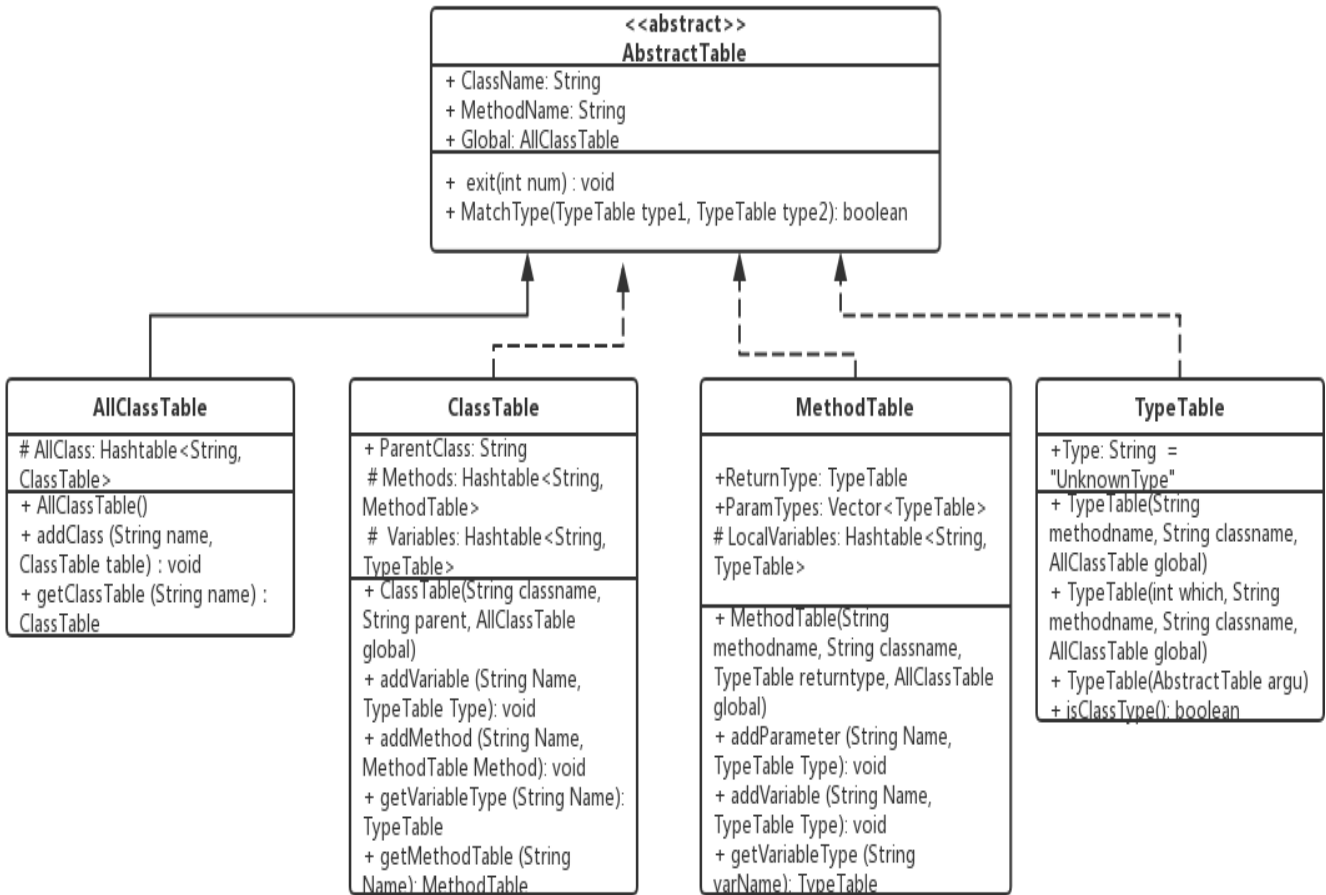 <<abstract>>
AbstractTable
+ ClassName: String
+ MethodName: String
+ Global: AllClassTable
+ exit(int num) : void
+ MatchType(TypeTable type1, TypeTable type2): boolean
AllClassTable
# AllClass: Hashtable<String,
ClassTable>
+ AllClassTable()
+ addClass (String name,
ClassTable table) : void
+ getClassTable (String name) :
ClassTable
ClassTable
+ ParentClass: String
# Methods: Hashtable<String,
MethodTable>
# Variables: Hashtable<String,
TypeTable>
+ ClassTable(String classname,
String parent, AllClassTable
global)
+ addVariable (String Name,
TypeTable Type): void
+ addMethod (String Name,
MethodTable Method): void
+ getVariableType (String Name):
TypeTable
+ getMethodTable (String
Name): MethodTable
MethodTable
+ReturnType: TypeTable
+ParamTypes: Vector<TypeTable>
# LocalVariables: Hashtable<String,
TypeTable>
+ MethodTable(String
methodname, String classname,
TypeTable returntype, AllClassTable
global)
+ addParameter (String Name,
TypeTable Type): void
+ addVariable (String Name,
TypeTable Type): void
+ getVariableType (String
varName): TypeTable
TypeTable
+Type: String =
"UnknownType"
+ TypeTable(String
methodname, String classname,
AllClassTable global)
+ TypeTable(int which, String
methodname, String classname,
AllClassTable global)
+ TypeTable(AbstractTable argu)
+ isClassType(): boolean